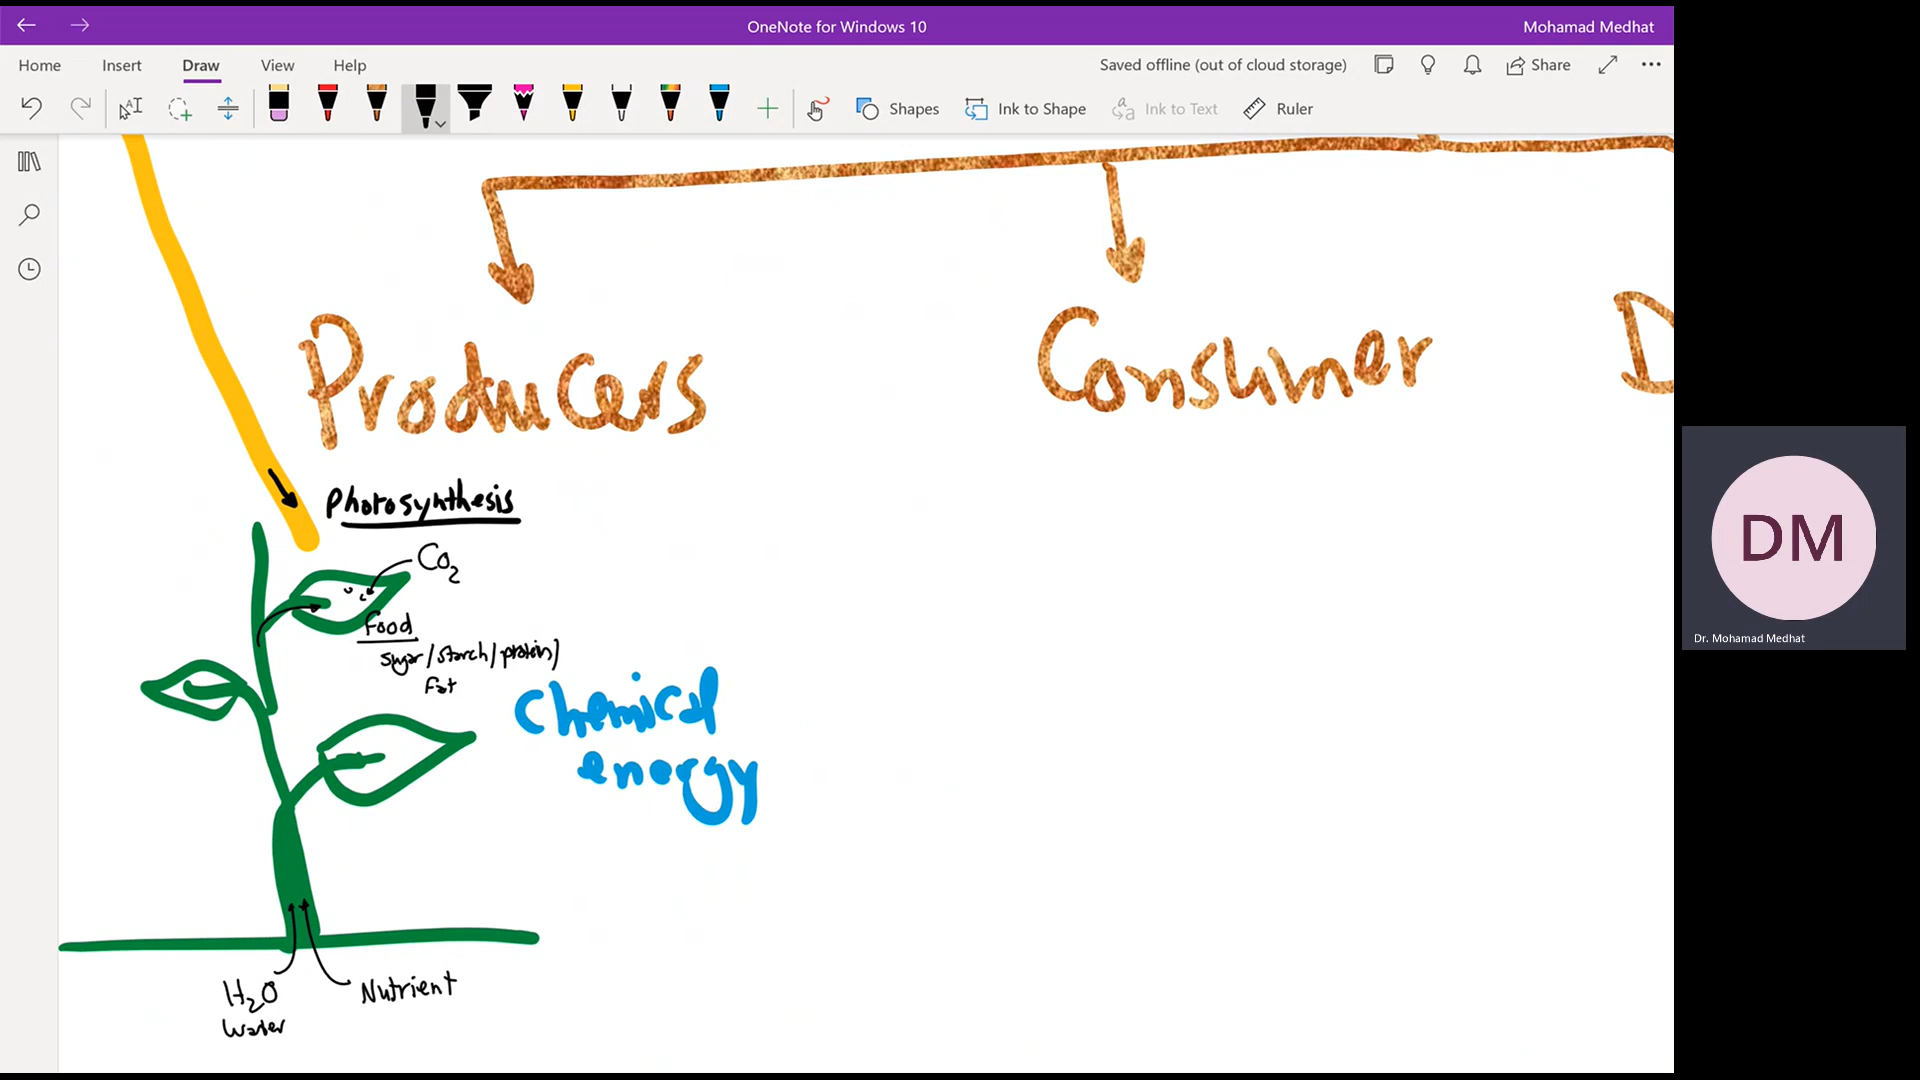 OneNote for Windows 10
Mohamad Medhat
Home Insert Draw View Help
Saved offline (out of cloud storage)
Share
Shapes
Ink to Shape
Ink to Text
Ruler
Producers
Consumer
D
Photosynthesis
Co2
Food
sugar/starch/protein/
Fat
Chemical
energy
H2O
Water
Nutrient
DM
Dr. Mohamad Medhat